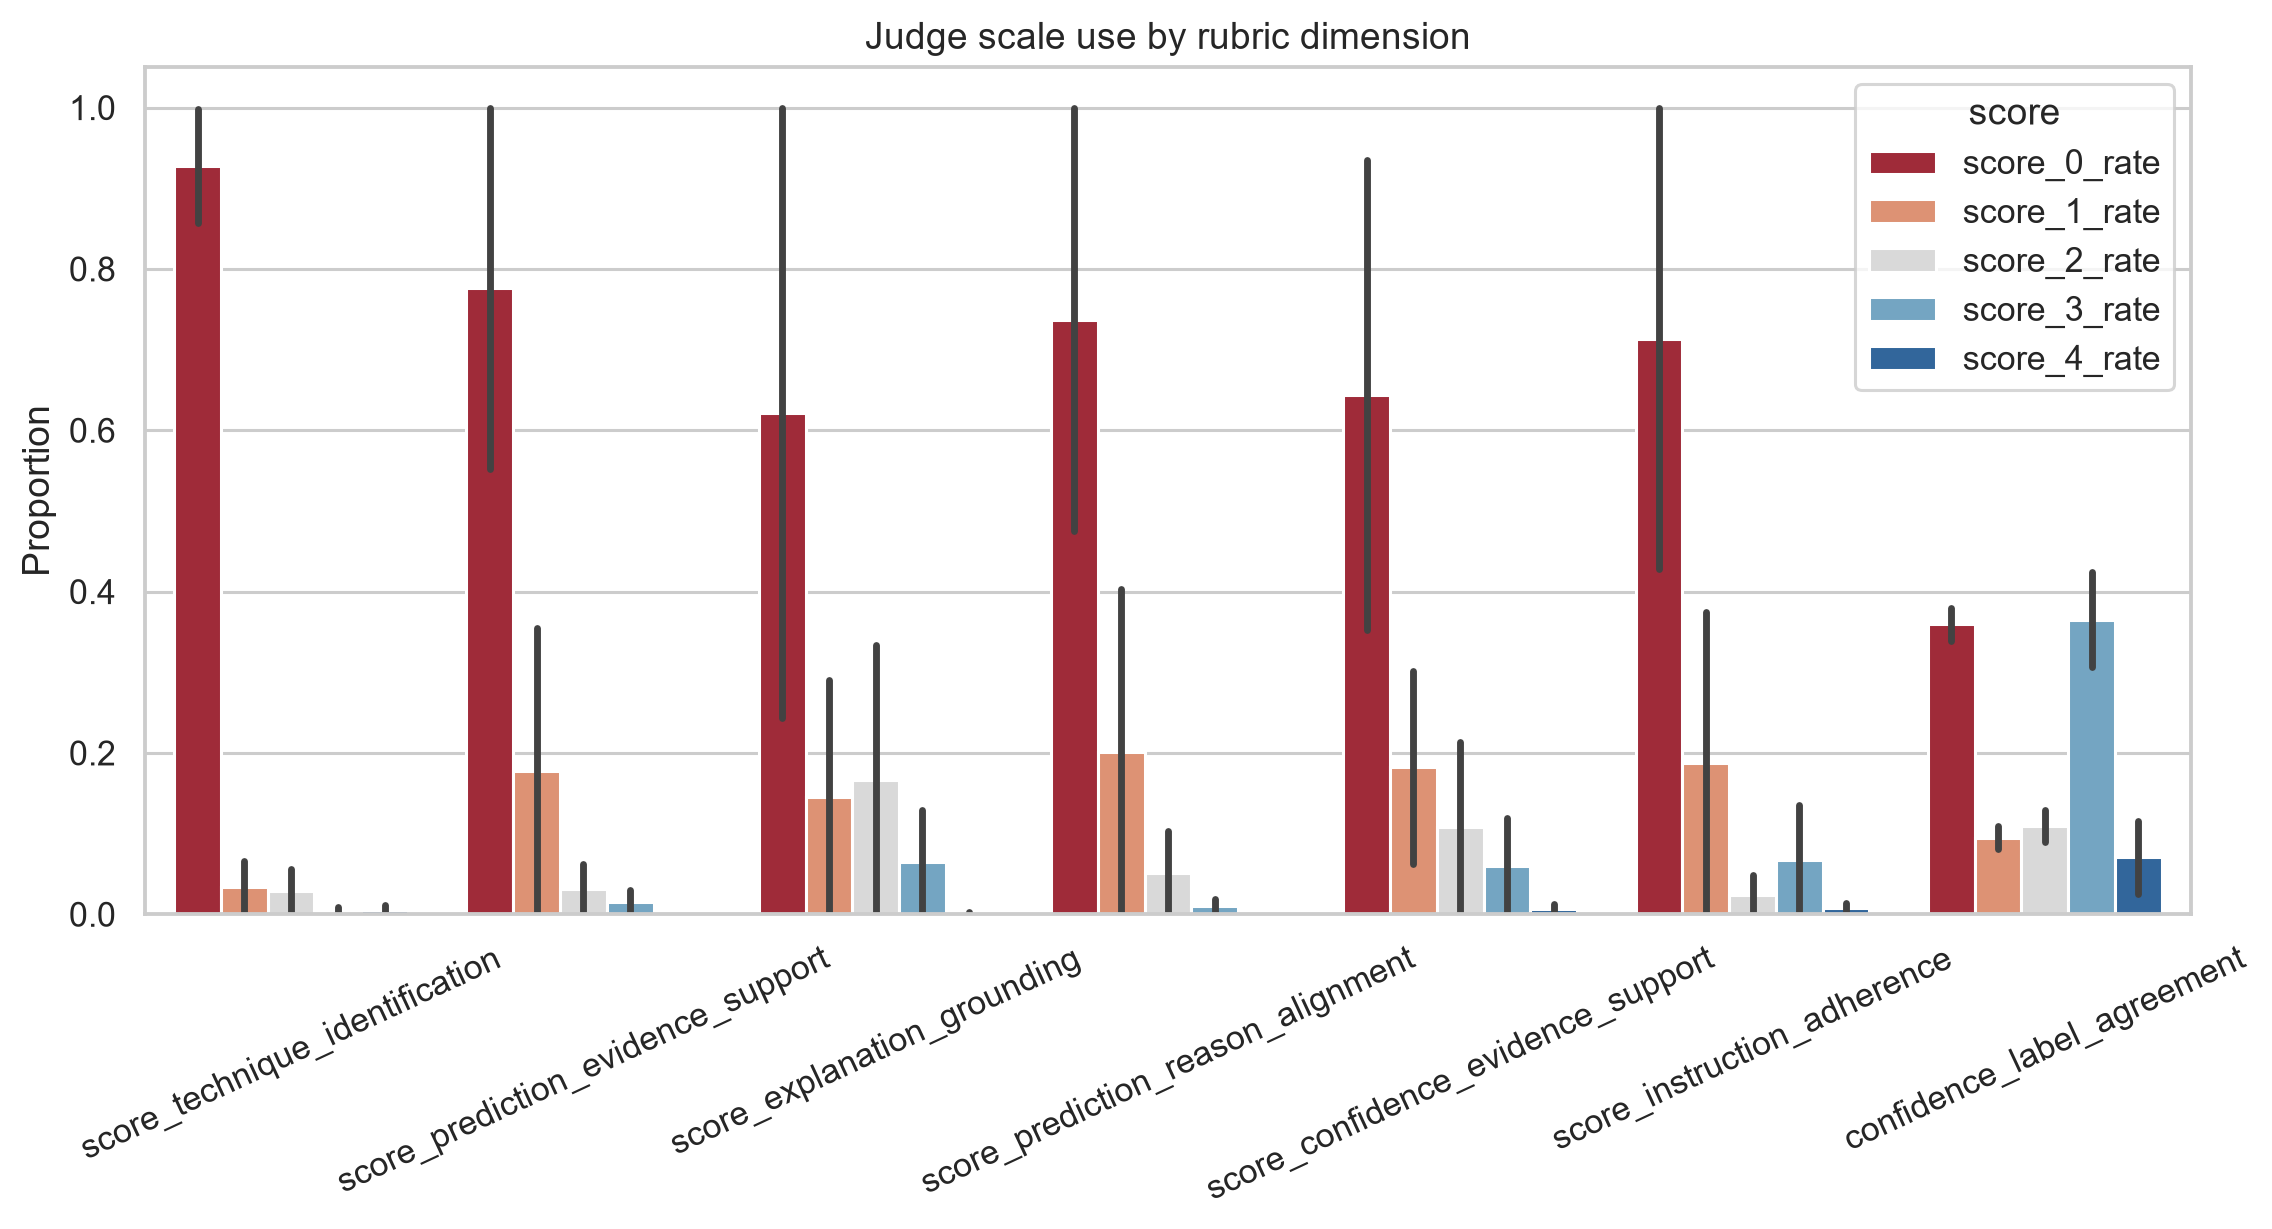 Judge scale use by rubric dimension
Proportion
1.0
0.8
0.6
0.4
0.2
0.0
score
score_0_rate
score_1_rate
score_2_rate
score_3_rate
score_4_rate
score_technique_identification
score_prediction_evidence_support
score_explanation_grounding
score_prediction_reason_alignment
score_confidence_evidence_support
score_instruction_adherence
confidence_label_agreement